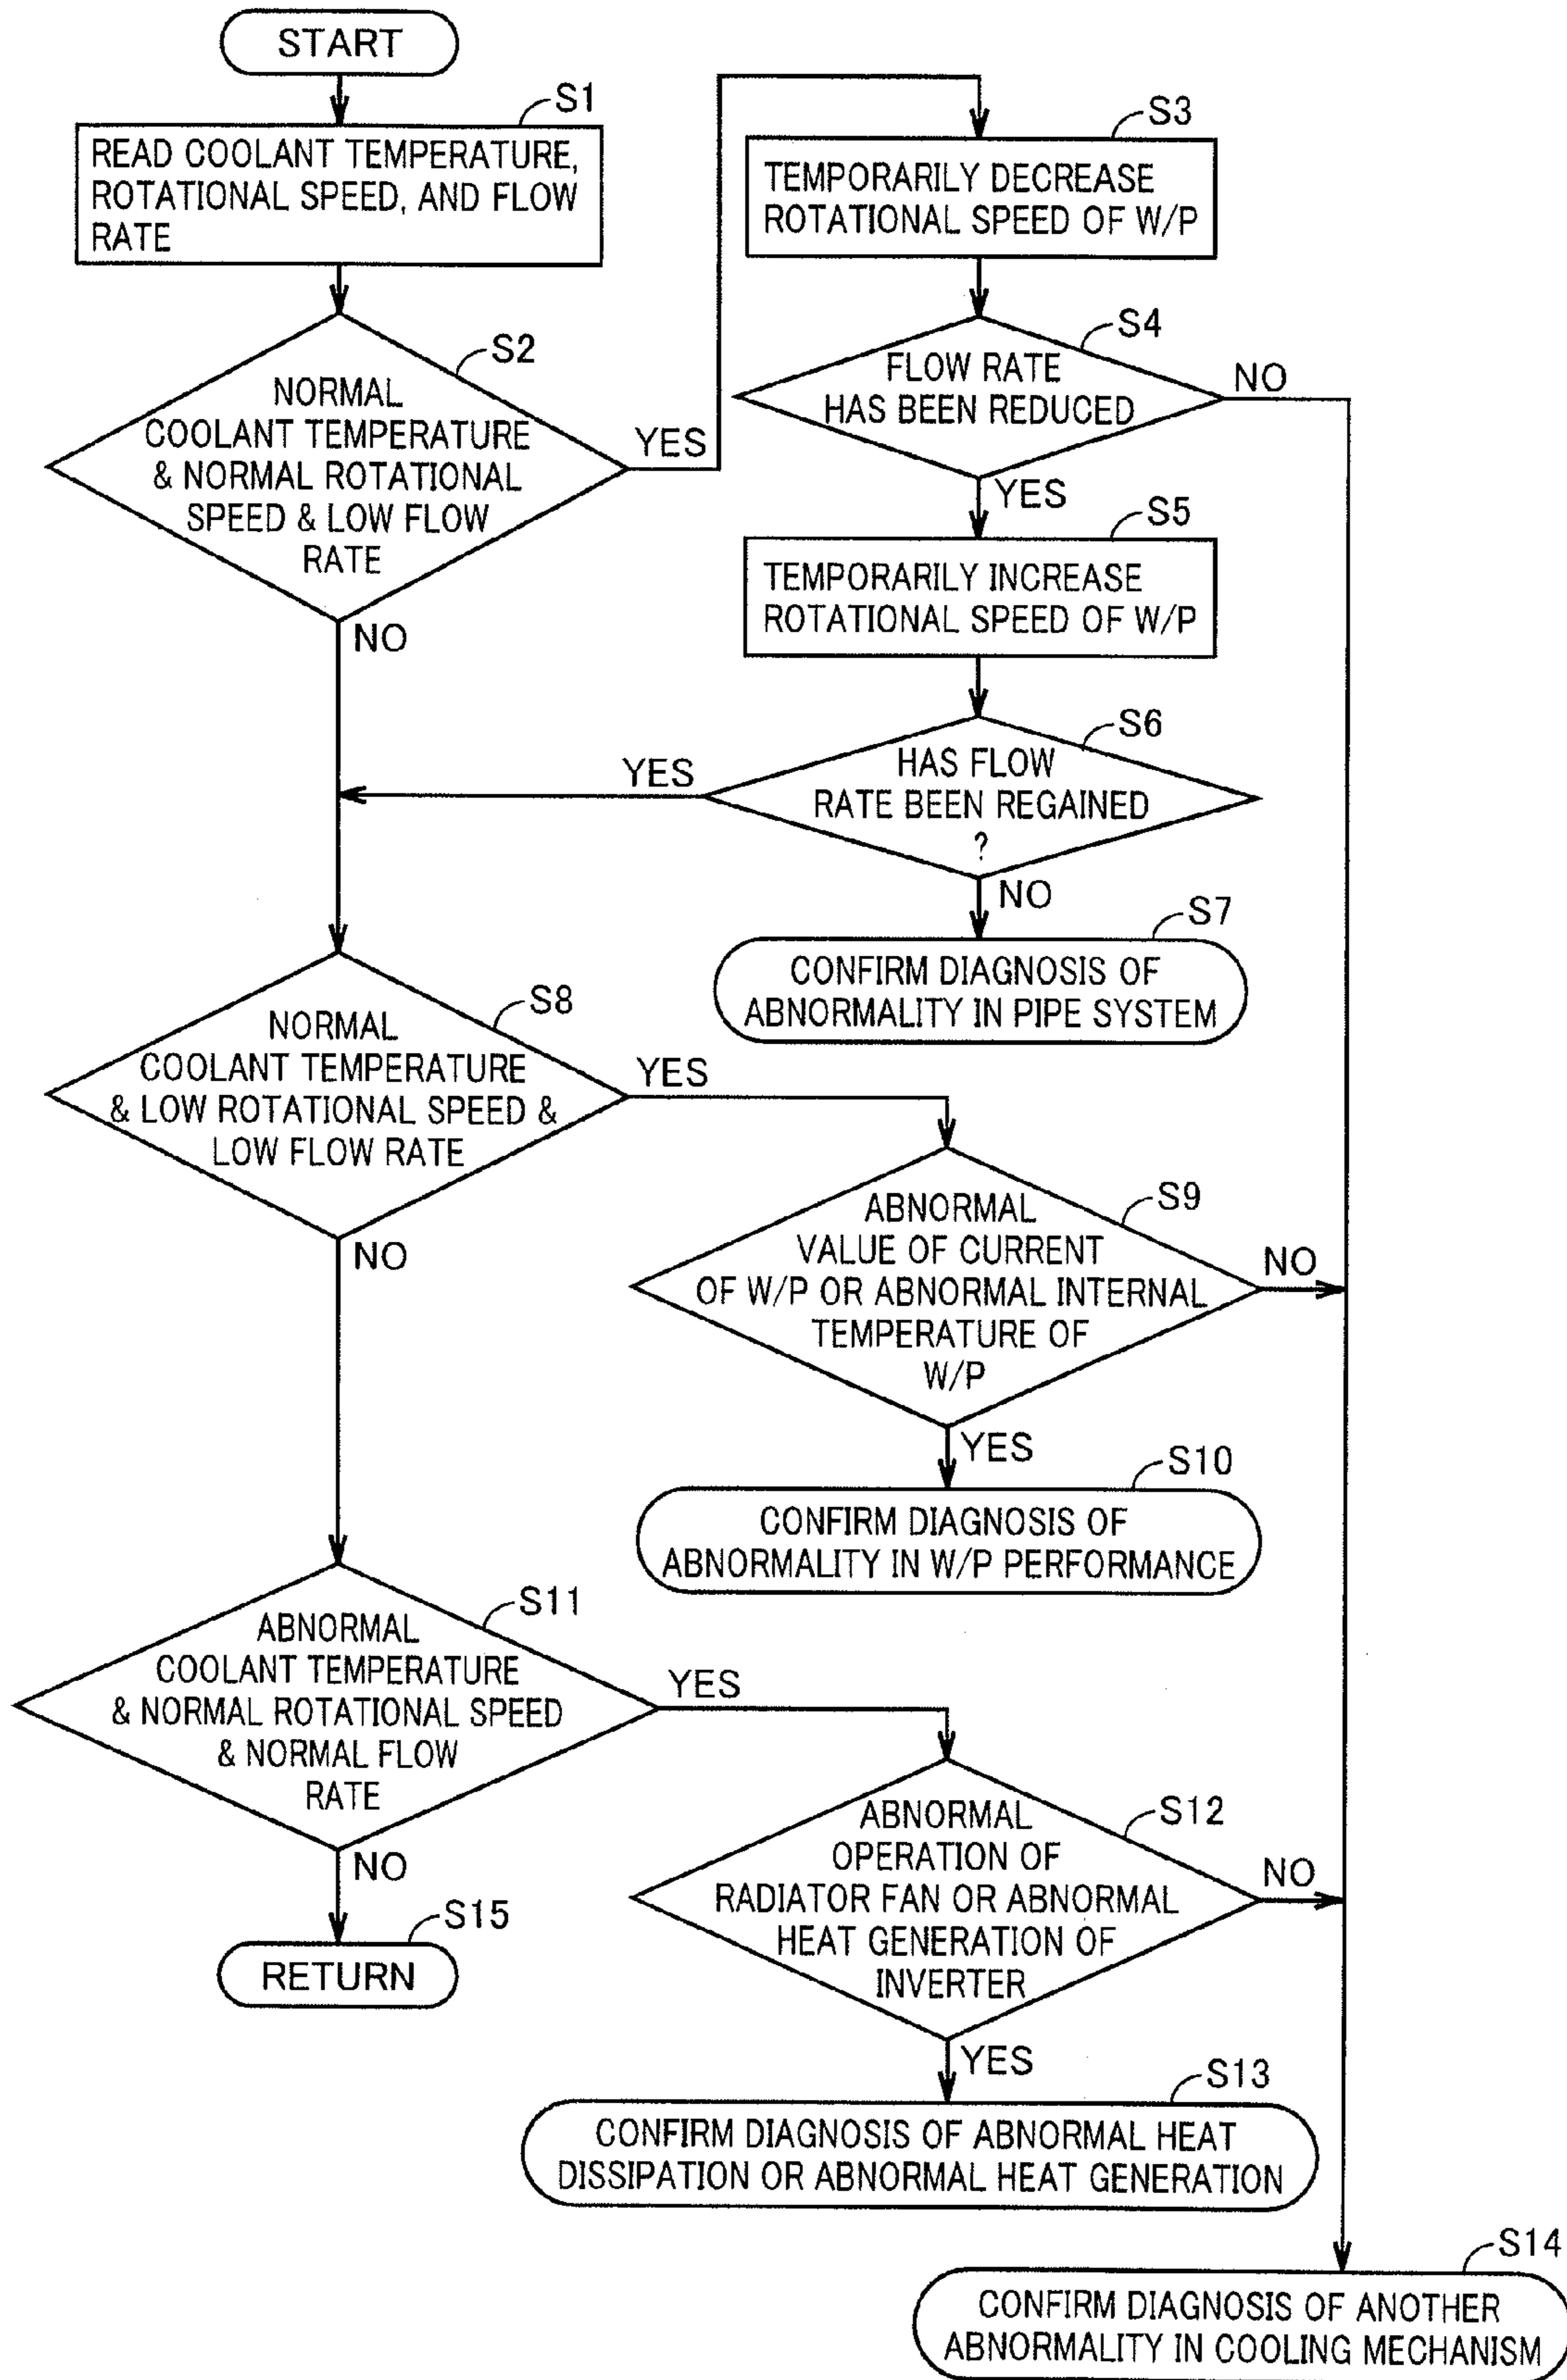 START
S1
READ COOLANT TEMPERATURE,
ROTATIONAL SPEED, AND FLOW
RATE
S2
NORMAL
COOLANT TEMPERATURE
& NORMAL ROTATIONAL
SPEED & LOW FLOW
RATE
YES
NO
S3
TEMPORARILY DECREASE
ROTATIONAL SPEED OF W/P
S4
FLOW RATE
HAS BEEN REDUCED
NO
YES
S5
TEMPORARILY INCREASE
ROTATIONAL SPEED OF W/P
S6
HAS FLOW
RATE BEEN REGAINED
?
YES
NO
S7
CONFIRM DIAGNOSIS OF
ABNORMALITY IN PIPE SYSTEM
S8
NORMAL
COOLANT TEMPERATURE
& LOW ROTATIONAL SPEED &
LOW FLOW RATE
YES
NO
S9
ABNORMAL
VALUE OF CURRENT
OF W/P OR ABNORMAL INTERNAL
TEMPERATURE OF
W/P
NO
YES
S10
CONFIRM DIAGNOSIS OF
ABNORMALITY IN W/P PERFORMANCE
S11
ABNORMAL
COOLANT TEMPERATURE
& NORMAL ROTATIONAL SPEED
& NORMAL FLOW
RATE
YES
NO
S15
RETURN
S12
ABNORMAL
OPERATION OF
RADIATOR FAN OR ABNORMAL
HEAT GENERATION OF
INVERTER
NO
YES
S13
CONFIRM DIAGNOSIS OF ABNORMAL HEAT
DISSIPATION OR ABNORMAL HEAT GENERATION
S14
CONFIRM DIAGNOSIS OF ANOTHER
ABNORMALITY IN COOLING MECHANISM